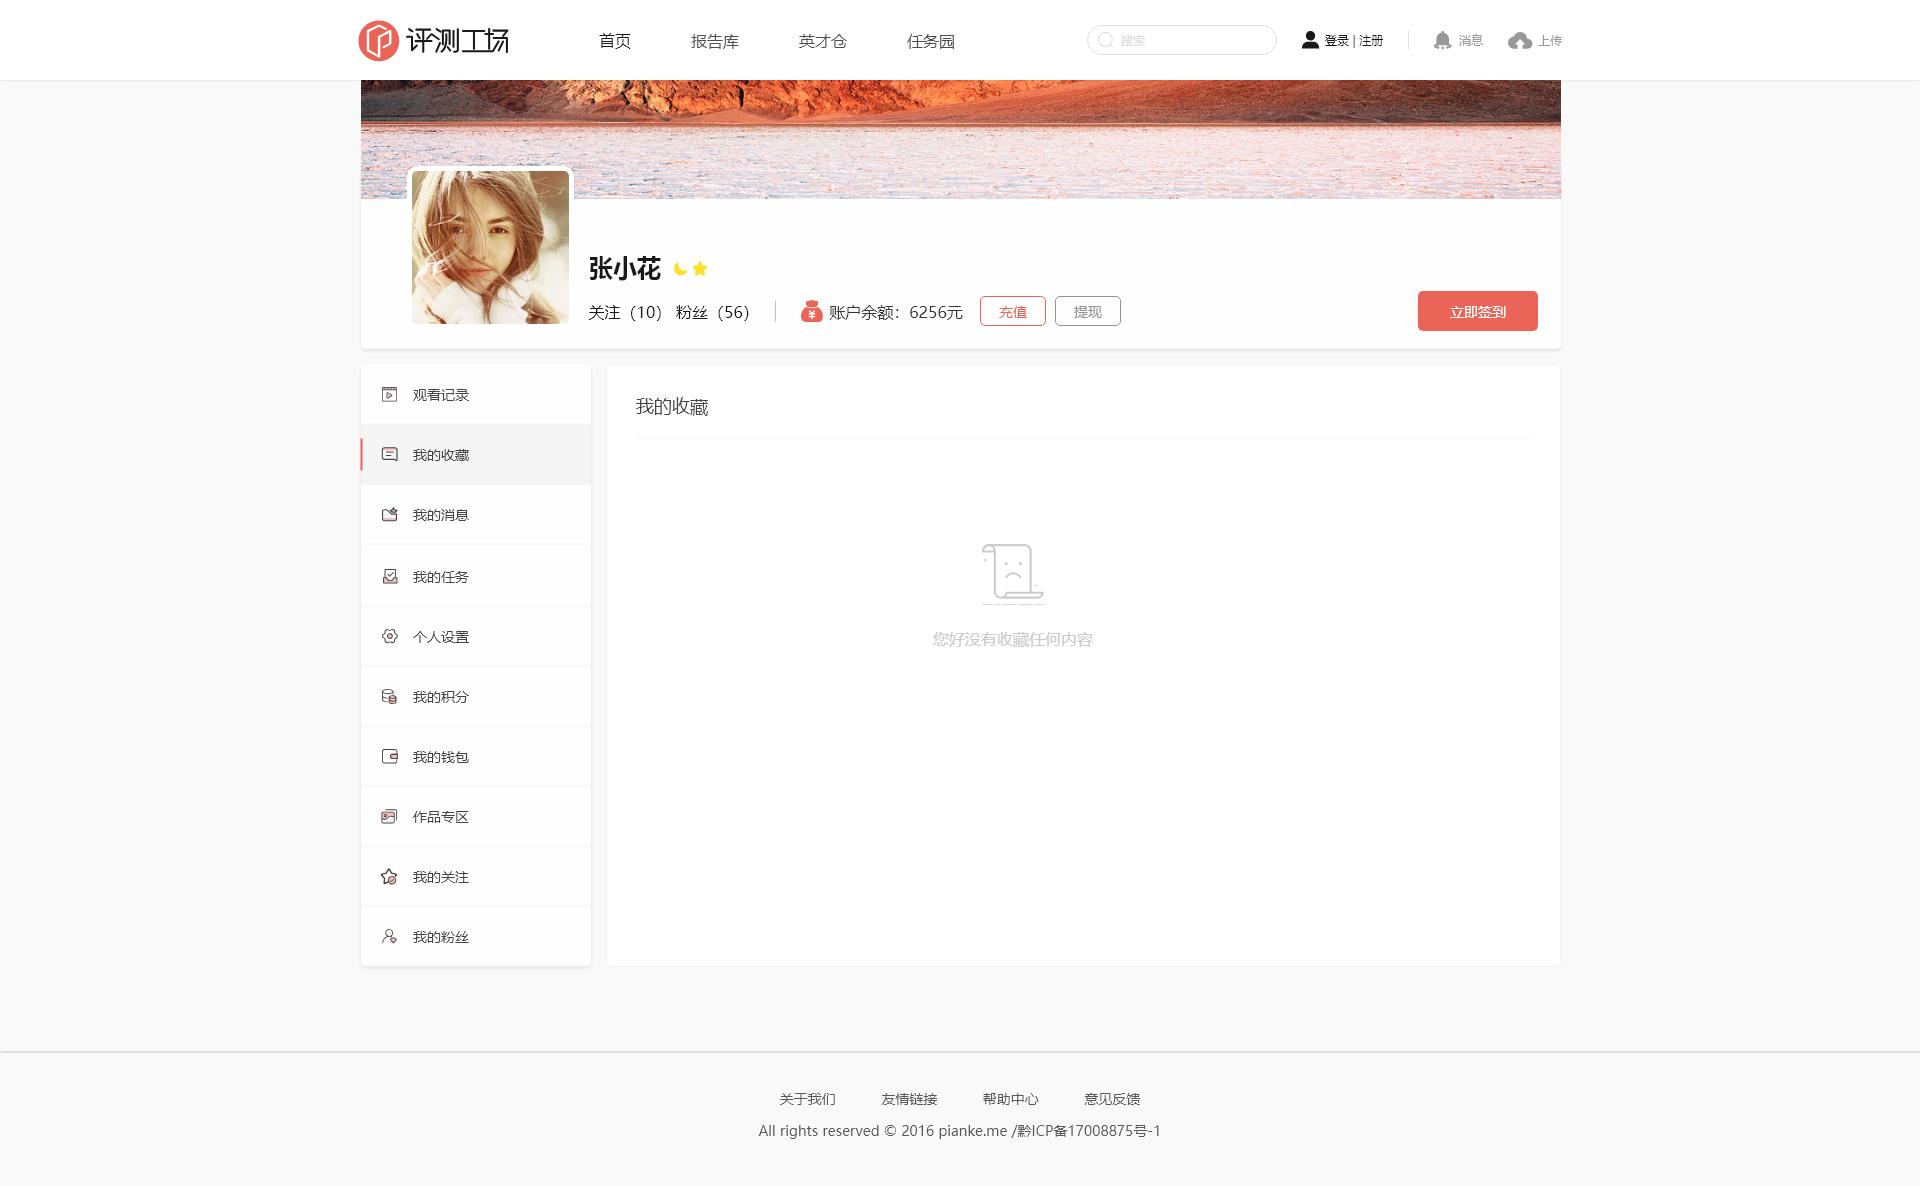 评测工场 首页 报告库 英才仓 任务园 搜索 登录 | 注册 消息 上传
张小花
关注（10） 粉丝（56） 账户余额：6256元 充值 提现 立即签到
观看记录
我的收藏
我的消息
我的任务
个人设置
我的积分
我的钱包
作品专区
我的关注
我的粉丝
我的收藏
您好没有收藏任何内容
关于我们 友情链接 帮助中心 意见反馈
All rights reserved © 2016 pianke.me /黔ICP备17008875号-1